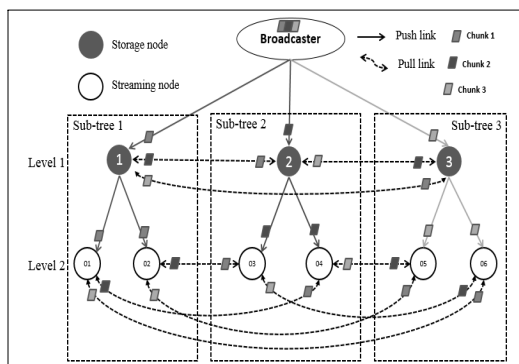 Broadcaster
Storage node
Streaming node
Push link
Pull link
Chunk 1
Chunk 2
Chunk 3
Sub-tree 1
Sub-tree 2
Sub-tree 3
Level 1
1
2
3
Level 2
01
02
03
04
05
06